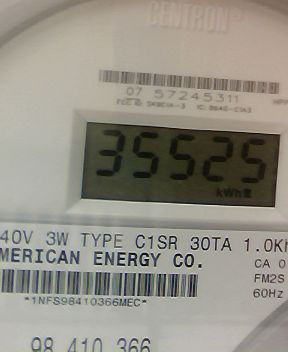 CENTRON®
07 57245311
35525
kWh
40V 3W TYPE C1SR 30TA 1.0Kh
MERICAN ENERGY CO.
CA 0
FM2S
60Hz
*1NFS98410366MEC*
98 410 366